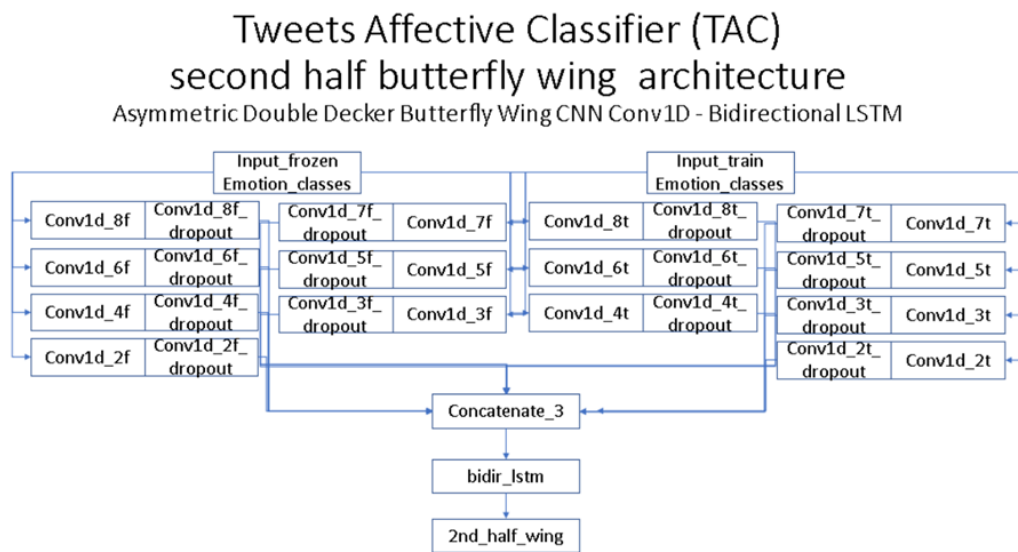 Tweets Affective Classifier (TAC)
second half butterfly wing architecture
Asymmetric Double Decker Butterfly Wing CNN Conv1D - Bidirectional LSTM
Input_frozen
Emotion_classes
Input_train
Emotion_classes
Conv1d_8f
Conv1d_8f_
dropout
Conv1d_7f_
dropout
Conv1d_7f
Conv1d_8t
Conv1d_8t_
dropout
Conv1d_7t_
dropout
Conv1d_7t
Conv1d_6f
Conv1d_6f_
dropout
Conv1d_5f_
dropout
Conv1d_5f
Conv1d_6t
Conv1d_6t_
dropout
Conv1d_5t_
dropout
Conv1d_5t
Conv1d_4f
Conv1d_4f_
dropout
Conv1d_3f_
dropout
Conv1d_3f
Conv1d_4t
Conv1d_4t_
dropout
Conv1d_3t_
dropout
Conv1d_3t
Conv1d_2f
Conv1d_2f_
dropout
Conv1d_2t_
dropout
Conv1d_2t
Concatenate_3
bidir_lstm
2nd_half_wing